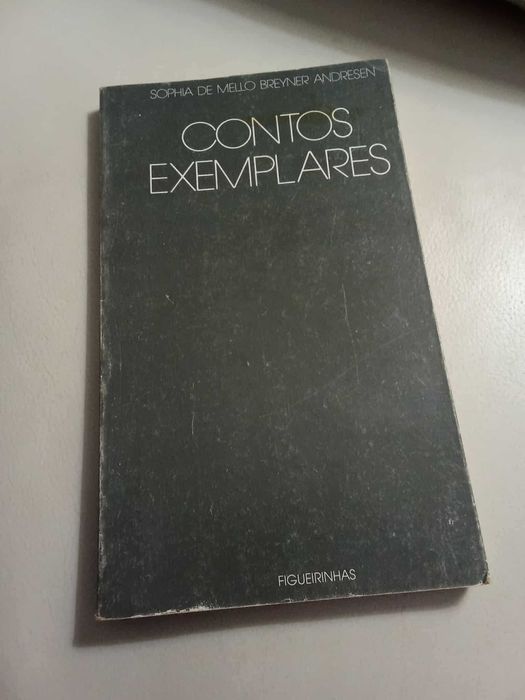 SOPHIA DE MELLO BREYNER ANDRESEN
CONTOS
EXEMPLARES
FIGUEIRINHAS